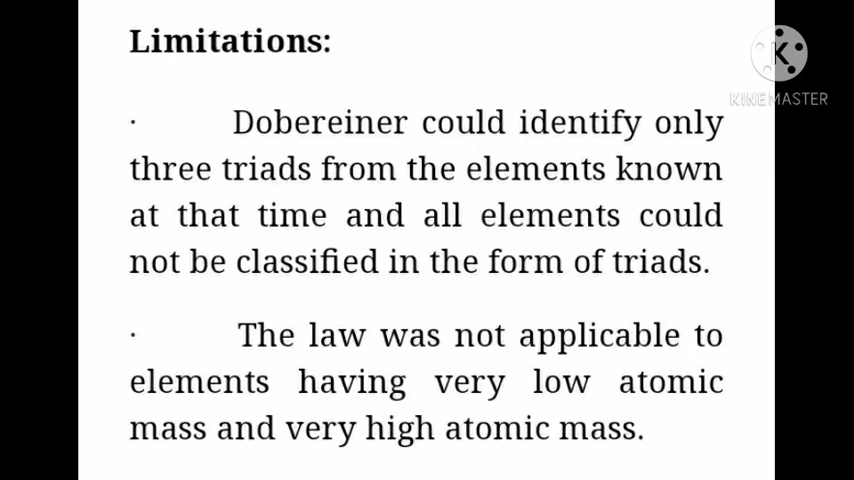 Limitations:
K
KINEMASTER
· Dobereiner could identify only
three triads from the elements known
at that time and all elements could
not be classified in the form of triads.
· The law was not applicable to
elements having very low atomic
mass and very high atomic mass.